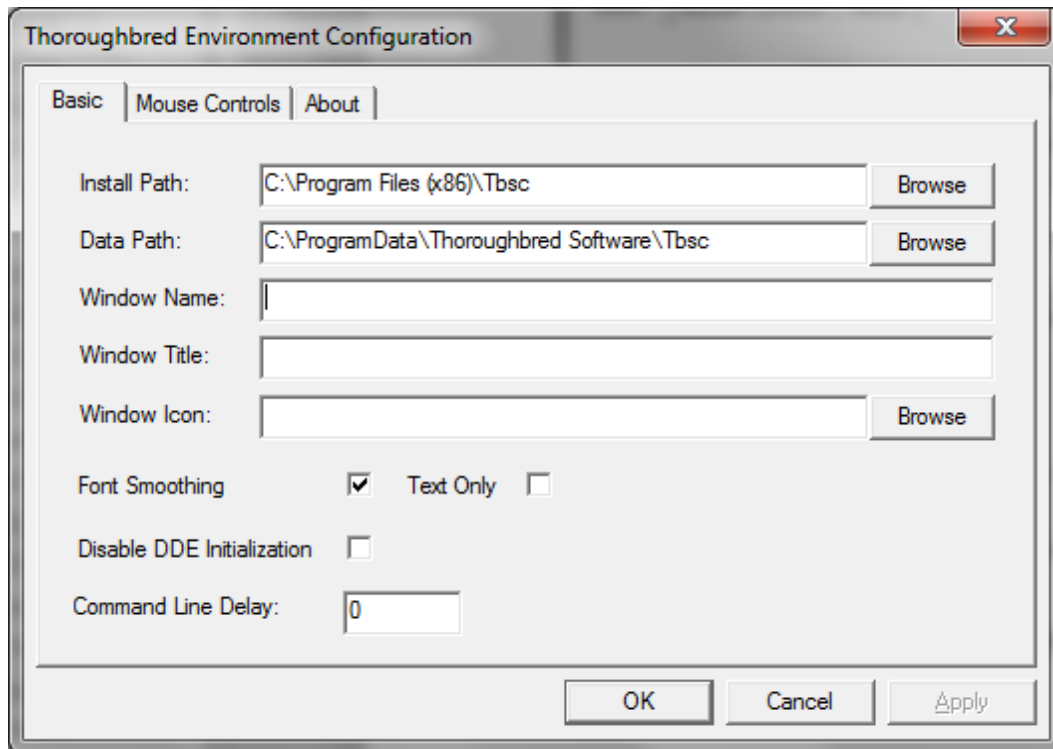 Thoroughbred Environment Configuration
Basic Mouse Controls About
Install Path: C:\Program Files (x86)\Tbsc Browse
Data Path: C:\ProgramData\Thoroughbred Software\Tbsc Browse
Window Name:
Window Title:
Window Icon: Browse
Font Smoothing Text Only
Disable DDE Initialization
Command Line Delay: 0
OK Cancel Apply